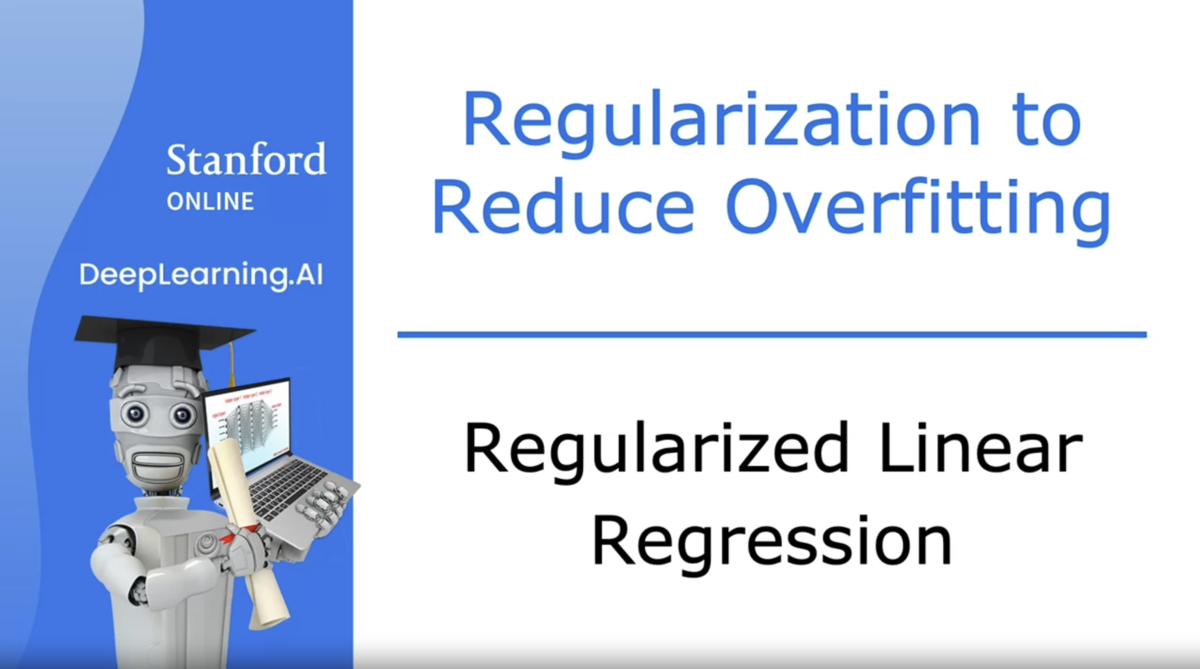 Stanford
ONLINE
DeepLearning.AI
Regularization to
Reduce Overfitting
Regularized Linear
Regression